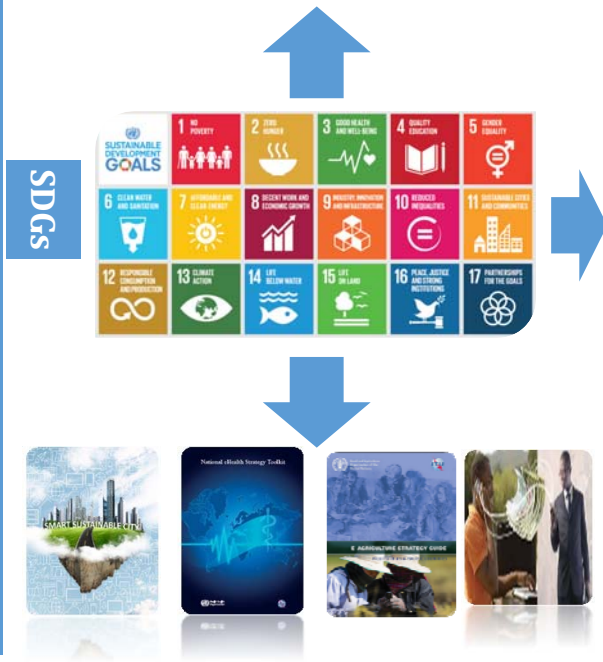 SDGs
SUSTAINABLE
DEVELOPMENT
GOALS
1 NO
POVERTY
2 ZERO
HUNGER
3 GOOD HEALTH
AND WELL-BEING
4 QUALITY
EDUCATION
5 GENDER
EQUALITY
6 CLEAN WATER
AND SANITATION
7 AFFORDABLE AND
CLEAN ENERGY
8 DECENT WORK AND
ECONOMIC GROWTH
9 INDUSTRY, INNOVATION
AND INFRASTRUCTURE
10 REDUCED
INEQUALITIES
11 SUSTAINABLE CITIES
AND COMMUNITIES
12 RESPONSIBLE
CONSUMPTION
AND PRODUCTION
13 CLIMATE
ACTION
14 LIFE
BELOW WATER
15 LIFE
ON LAND
16 PEACE, JUSTICE
AND STRONG
INSTITUTIONS
17 PARTNERSHIPS
FOR THE GOALS
SMART SUSTAINABLE CITY
National eHealth Strategy Toolkit
E AGRICULTURE STRATEGY GUIDE